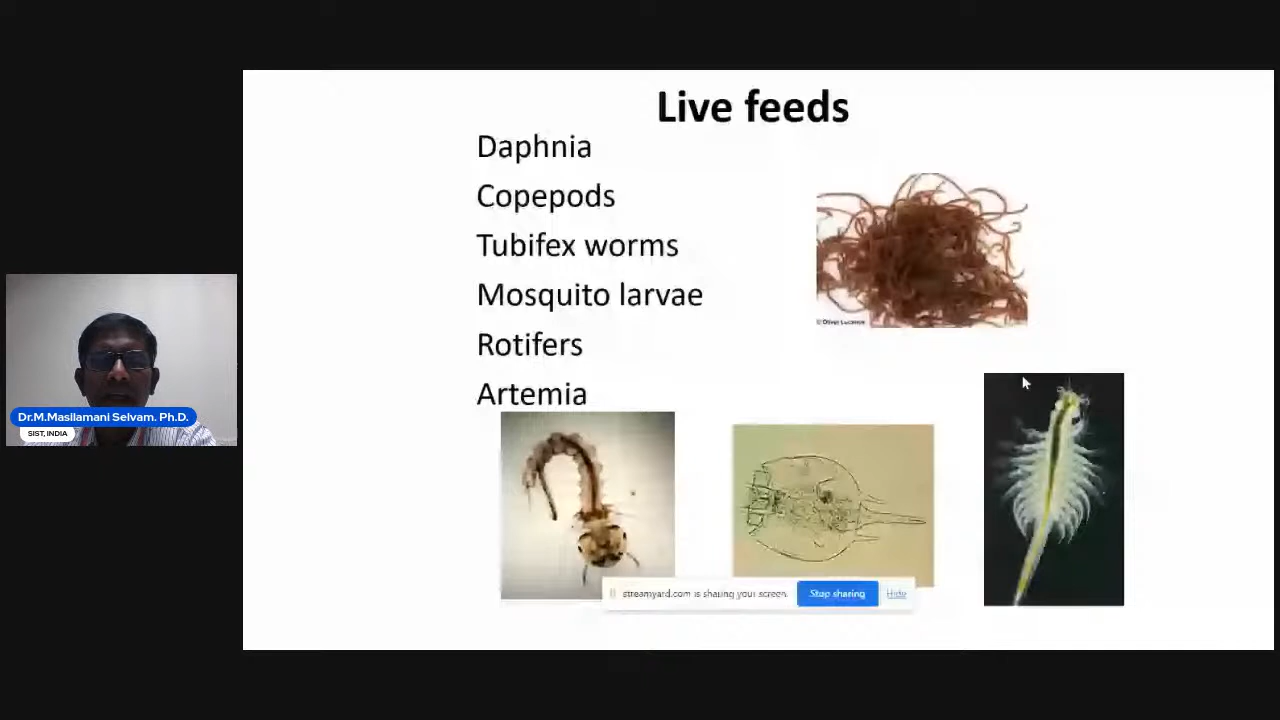 Live feeds
Daphnia
Copepods
Tubifex worms
Mosquito larvae
Rotifers
Artemia
Dr.M.Masilamani Selvam. Ph.D.
SIST, INDIA
streamyard.com is sharing your screen.
Stop sharing
Hide